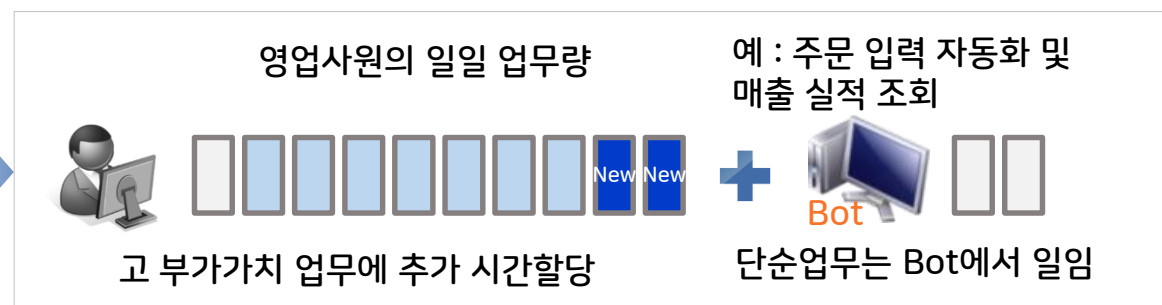 영업사원의 일일 업무량
예 : 주문 입력 자동화 및
매출 실적 조회
New New
Bot
고 부가가치 업무에 추가 시간할당
단순업무는 Bot에서 일임